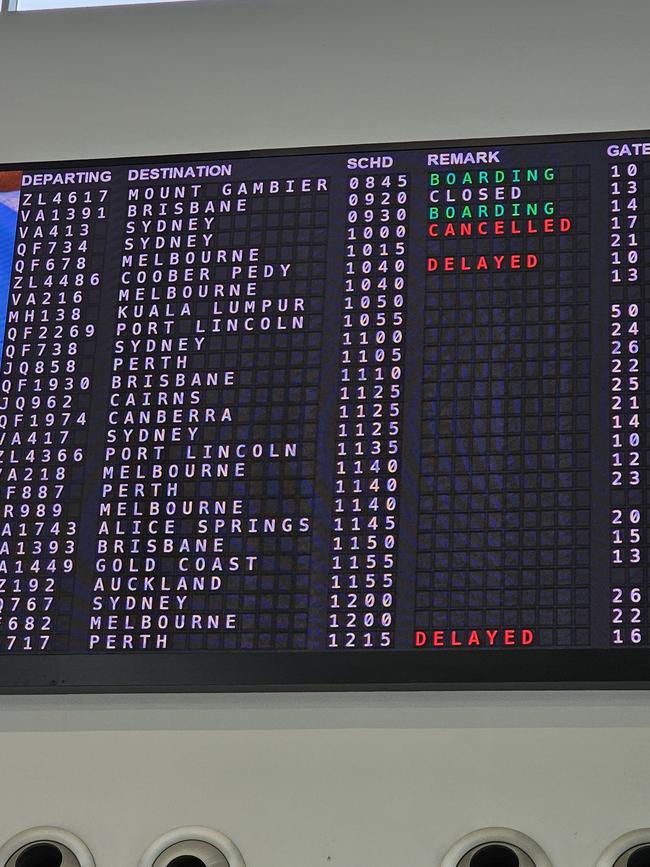 DEPARTING DESTINATION SCHD REMARK GATE
ZL4617 MOUNT GAMBIER 0845 BOARDING 10
VA1391 BRISBANE 0920 CLOSED 13
VA413 SYDNEY 0930 BOARDING 14
QF734 SYDNEY 1000 CANCELLED 17
QF678 MELBOURNE 1015 21
ZL4486 COOBER PEDY 1040 DELAYED 10
VA216 MELBOURNE 1040 13
MH138 KUALA LUMPUR 1050
QF2269 PORT LINCOLN 1055 50
QF738 SYDNEY 1100 24
JQ858 PERTH 1105 26
QF1930 BRISBANE 1110 22
JQ962 CAIRNS 1125 25
QF1974 CANBERRA 1125 21
VA417 SYDNEY 1125 14
ZL4366 PORT LINCOLN 1135 10
VA218 MELBOURNE 1140 12
F887 PERTH 1140 23
R989 MELBOURNE 1140
A1743 ALICE SPRINGS 1145 20
A1393 BRISBANE 1150 15
A1449 GOLD COAST 1155 13
Z192 AUCKLAND 1155
Q767 SYDNEY 1200 26
F682 MELBOURNE 1200 22
717 PERTH 1215 DELAYED 16